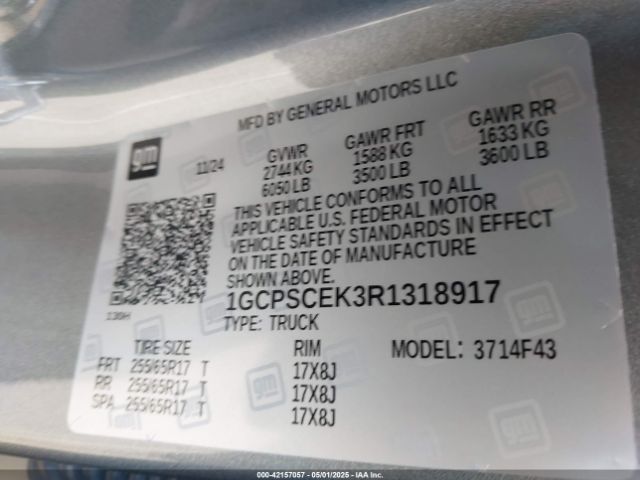 MFD BY GENERAL MOTORS LLC
gm
11/24
GVWR GAWR FRT GAWR RR
2744 KG 1588 KG 1633 KG
6050 LB 3500 LB 3600 LB
THIS VEHICLE CONFORMS TO ALL
APPLICABLE U.S. FEDERAL MOTOR
VEHICLE SAFETY STANDARDS IN EFFECT
ON THE DATE OF MANUFACTURE
SHOWN ABOVE.
1GCPSCEK3R1318917
TYPE: TRUCK
TIRE SIZE RIM MODEL: 3714F43
FRT 255/65R17 T 17X8J
RR 255/65R17 T 17X8J
SPA 255/65R17 T 17X8J
000-42157057 - 05/01/2025 - IAAI.COM